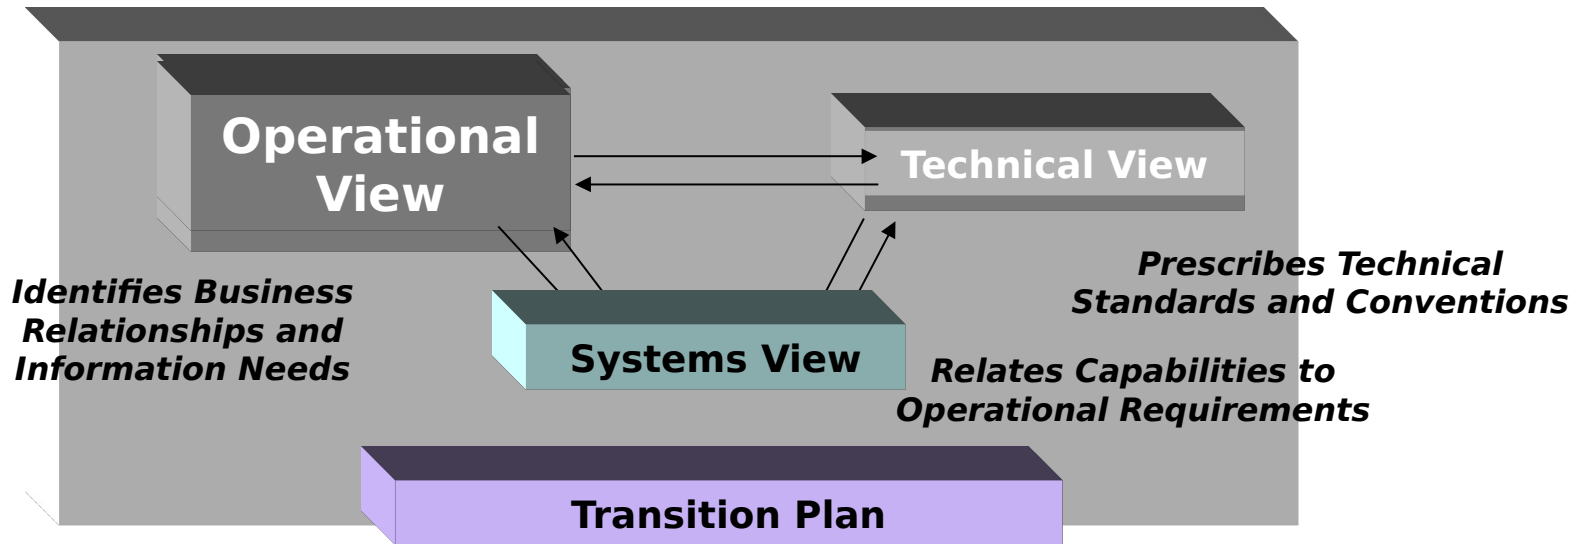 Operational
View
Technical View
Identifies Business
Relationships and
Information Needs
Prescribes Technical
Standards and Conventions
Systems View
Relates Capabilities to
Operational Requirements
Transition Plan